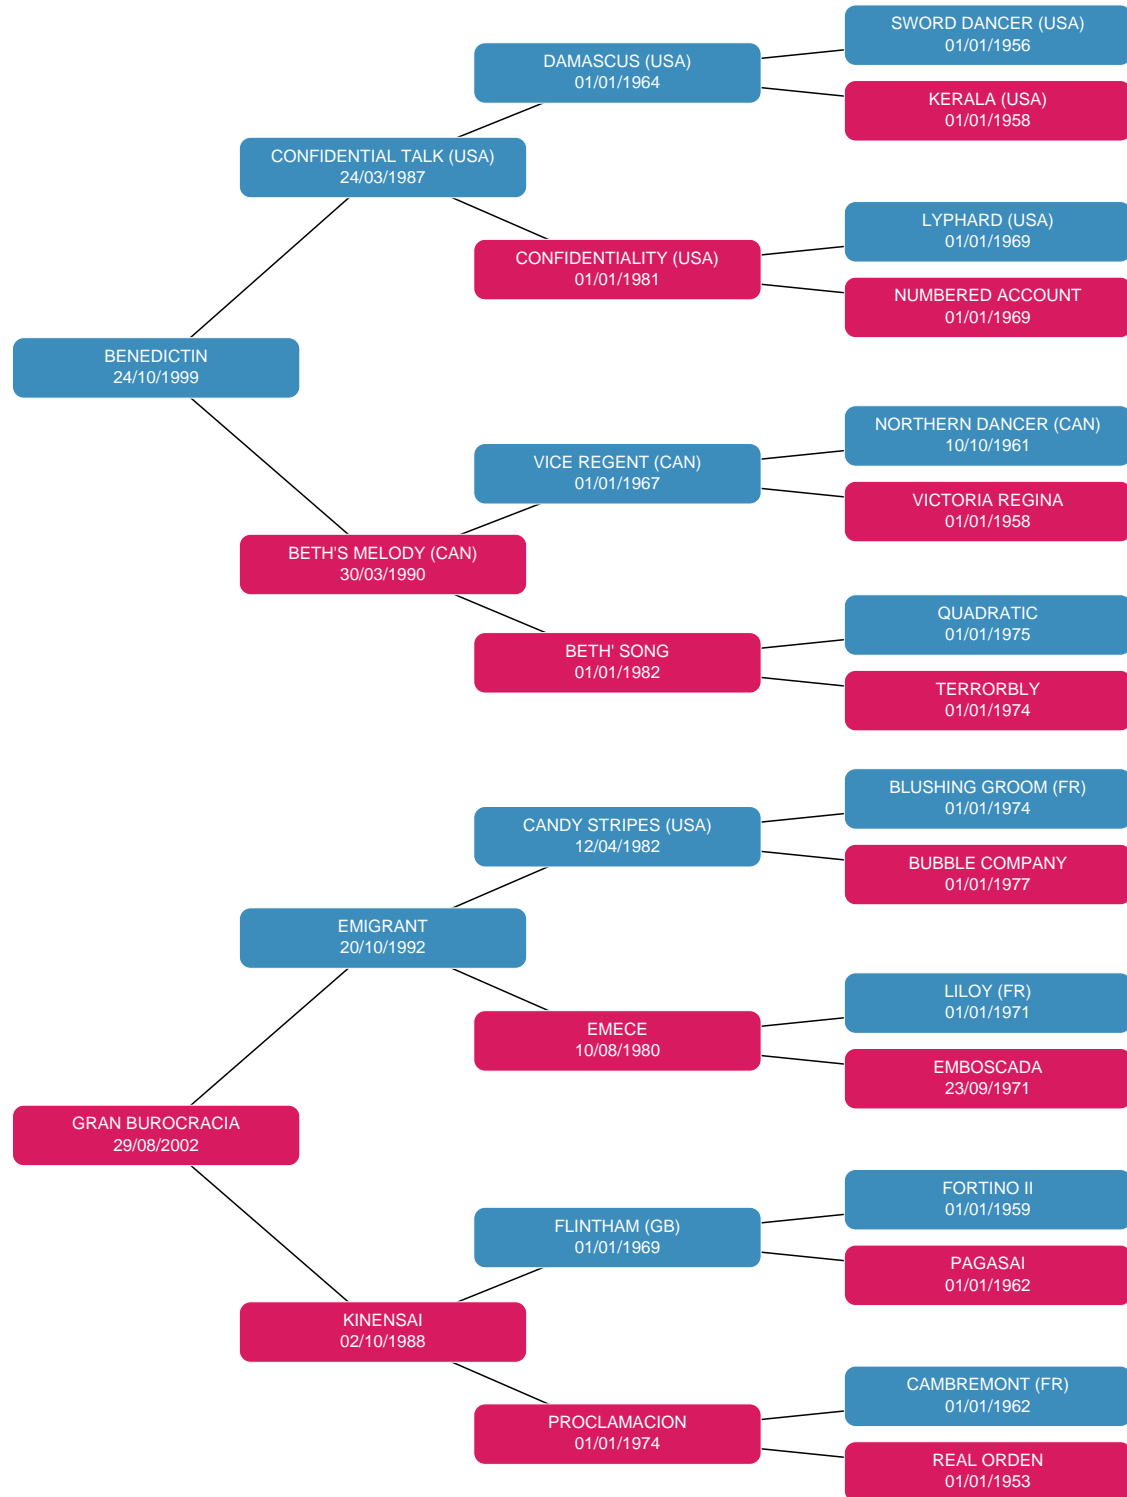 SWORD DANCER (USA)
01/01/1956
DAMASCUS (USA)
01/01/1964
KERALA (USA)
01/01/1958
CONFIDENTIAL TALK (USA)
24/03/1987
LYPHARD (USA)
01/01/1969
CONFIDENTIALITY (USA)
01/01/1981
NUMBERED ACCOUNT
01/01/1969
BENEDICTIN
24/10/1999
NORTHERN DANCER (CAN)
10/10/1961
VICE REGENT (CAN)
01/01/1967
VICTORIA REGINA
01/01/1958
BETH'S MELODY (CAN)
30/03/1990
QUADRATIC
01/01/1975
BETH' SONG
01/01/1982
TERRORBLY
01/01/1974
BLUSHING GROOM (FR)
01/01/1974
CANDY STRIPES (USA)
12/04/1982
BUBBLE COMPANY
01/01/1977
EMIGRANT
20/10/1992
LILOY (FR)
01/01/1971
EMECE
10/08/1980
EMBOSCADA
23/09/1971
GRAN BUROCRACIA
29/08/2002
FORTINO II
01/01/1959
FLINTHAM (GB)
01/01/1969
PAGASAI
01/01/1962
KINENSAI
02/10/1988
CAMBREMONT (FR)
01/01/1962
PROCLAMACION
01/01/1974
REAL ORDEN
01/01/1953